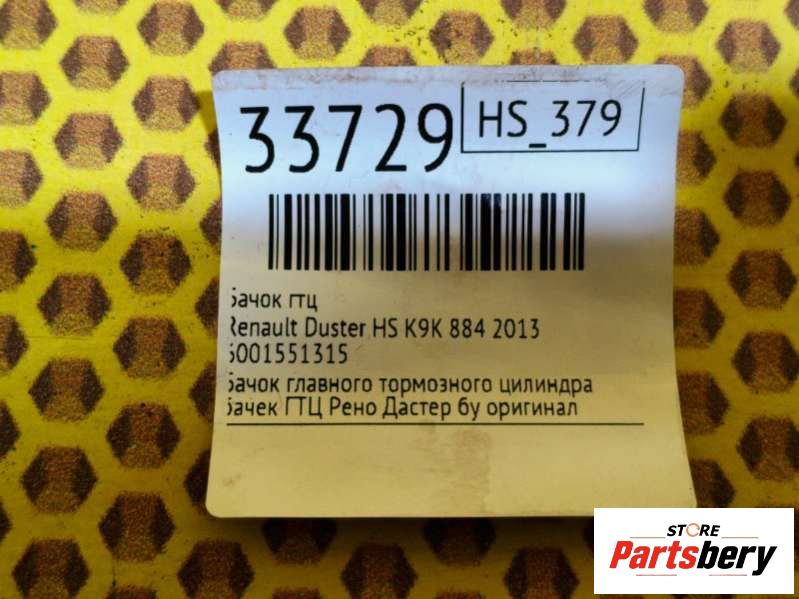 33729
HS_379
Бачок ГТЦ
Renault Duster HS K9K 884 2013
6001551315
Бачок главного тормозного цилиндра
бачек ГТЦ Рено Дастер бу оригинал
STORE
Partsbery